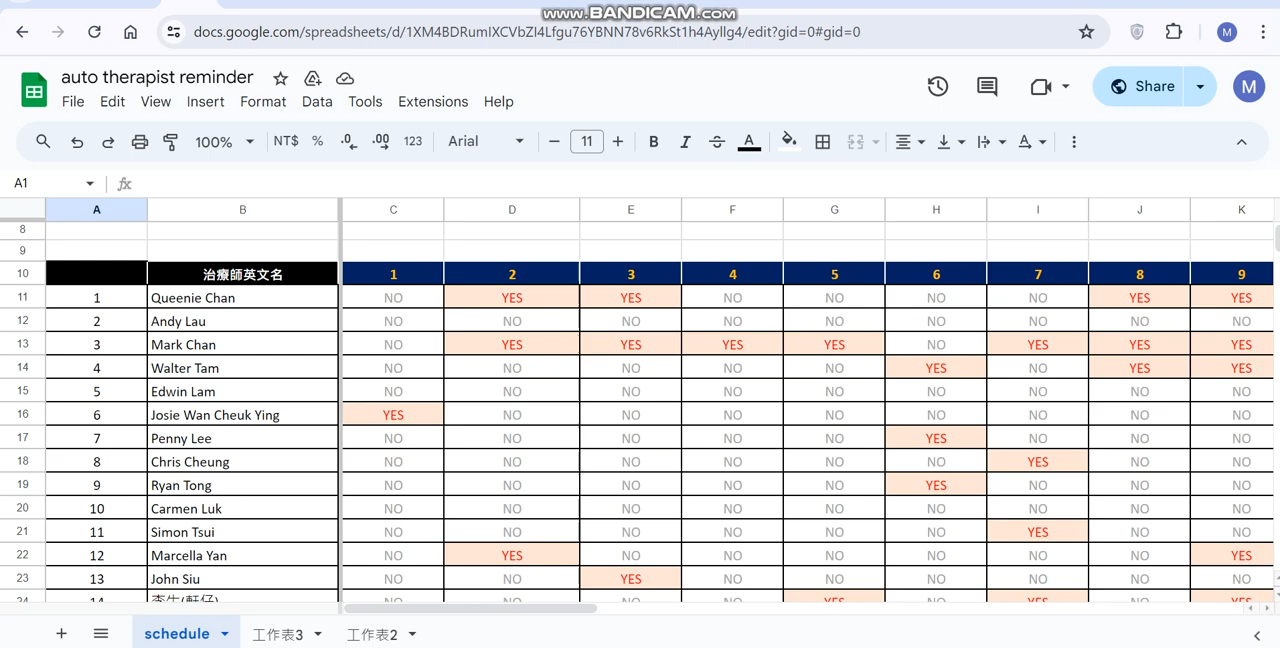 www.BANDICAM.com
docs.google.com/spreadsheets/d/1XM4BDRumIXCVbZI4Lfgu76YBNN78v6RkSt1h4Ayllg4/edit?gid=0#gid=0
M
auto therapist reminder
File Edit View Insert Format Data Tools Extensions Help
Share
M
100% NT$ % .0 .00 123 Arial 11 B I S A
A1 fx
A B C D E F G H I J K
8
9
10 治療師英文名 1 2 3 4 5 6 7 8 9
11 1 Queenie Chan NO YES YES NO NO NO NO YES YES
12 2 Andy Lau NO NO NO NO NO NO NO NO NO
13 3 Mark Chan NO YES YES YES YES NO YES YES YES
14 4 Walter Tam NO NO NO NO NO YES NO YES YES
15 5 Edwin Lam NO NO NO NO NO NO NO NO NO
16 6 Josie Wan Cheuk Ying YES NO NO NO NO NO NO NO NO
17 7 Penny Lee NO NO NO NO NO YES NO NO NO
18 8 Chris Cheung NO NO NO NO NO NO YES NO NO
19 9 Ryan Tong NO NO NO NO NO YES NO NO NO
20 10 Carmen Luk NO NO NO NO NO NO NO NO NO
21 11 Simon Tsui NO NO NO NO NO NO YES NO NO
22 12 Marcella Yan NO YES NO NO NO NO NO NO YES
23 13 John Siu NO NO YES NO NO NO NO NO NO
24 14 NO NO NO NO YES NO YES NO YES
schedule 工作表3 工作表2